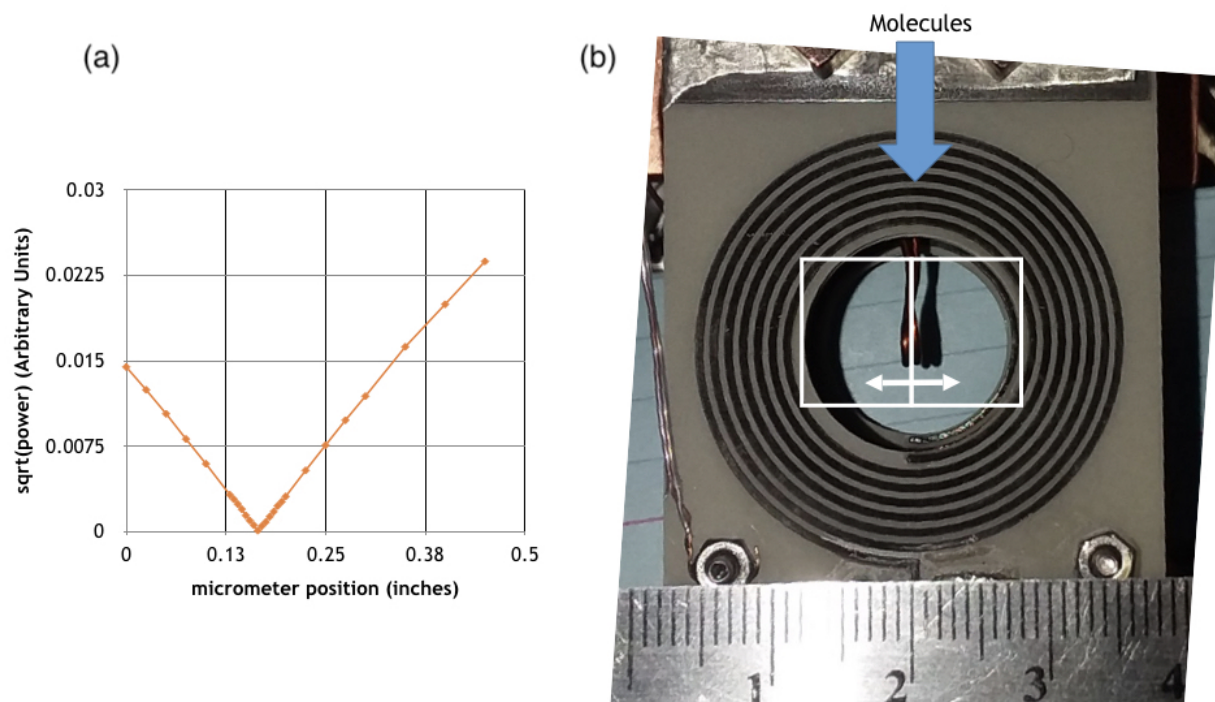 (a)
0.03
0.0225
0.015
0.0075
0
0 0.13 0.25 0.38 0.5
sqrt(power) (Arbitrary Units)
micrometer position (inches)
(b)
Molecules
1 2 3 4